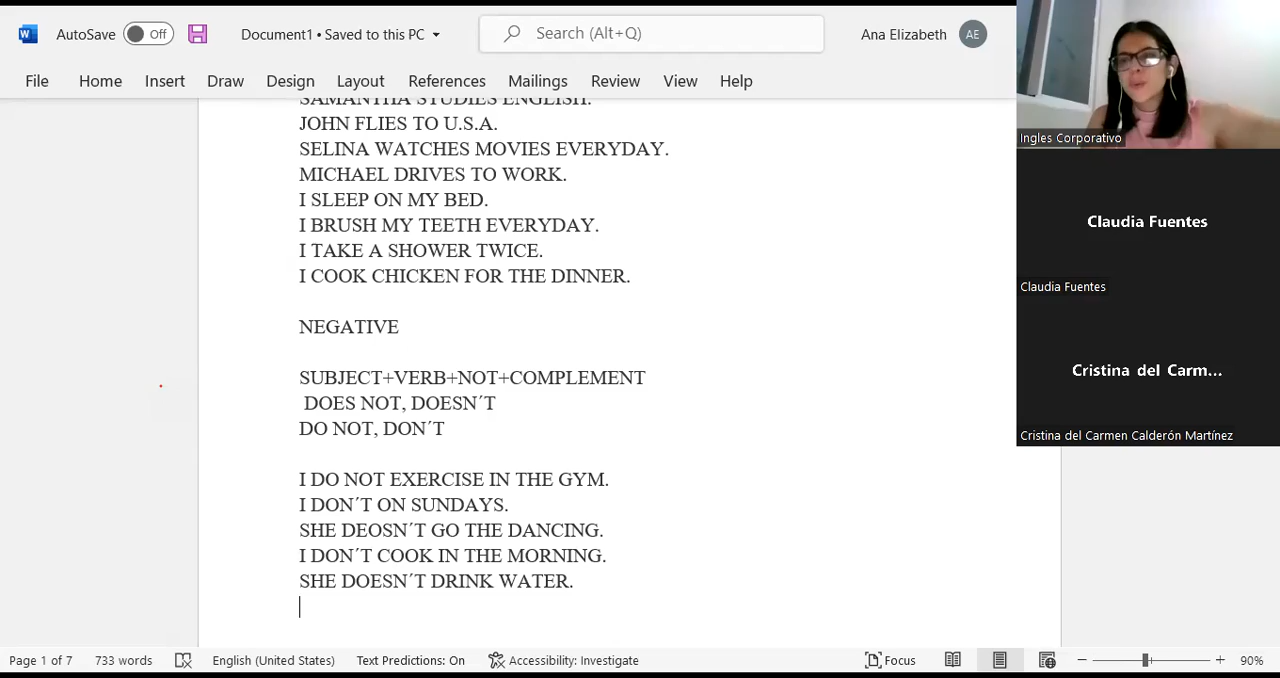 AutoSave Off Document1 • Saved to this PC Search (Alt+Q) Ana Elizabeth AE
File Home Insert Draw Design Layout References Mailings Review View Help
Ingles Corporativo
SAMANTHA STUDIES ENGLISH.
JOHN FLIES TO U.S.A.
SELINA WATCHES MOVIES EVERYDAY.
MICHAEL DRIVES TO WORK.
I SLEEP ON MY BED.
I BRUSH MY TEETH EVERYDAY.
I TAKE A SHOWER TWICE.
I COOK CHICKEN FOR THE DINNER.
NEGATIVE
SUBJECT+VERB+NOT+COMPLEMENT
DOES NOT, DOESN´T
DO NOT, DON´T
I DO NOT EXERCISE IN THE GYM.
I DON´T ON SUNDAYS.
SHE DEOSN´T GO THE DANCING.
I DON´T COOK IN THE MORNING.
SHE DOESN´T DRINK WATER.
Claudia Fuentes
Claudia Fuentes
Cristina del Carm...
Cristina del Carmen Calderón Martínez
Page 1 of 7 733 words English (United States) Text Predictions: On Accessibility: Investigate Focus 90%